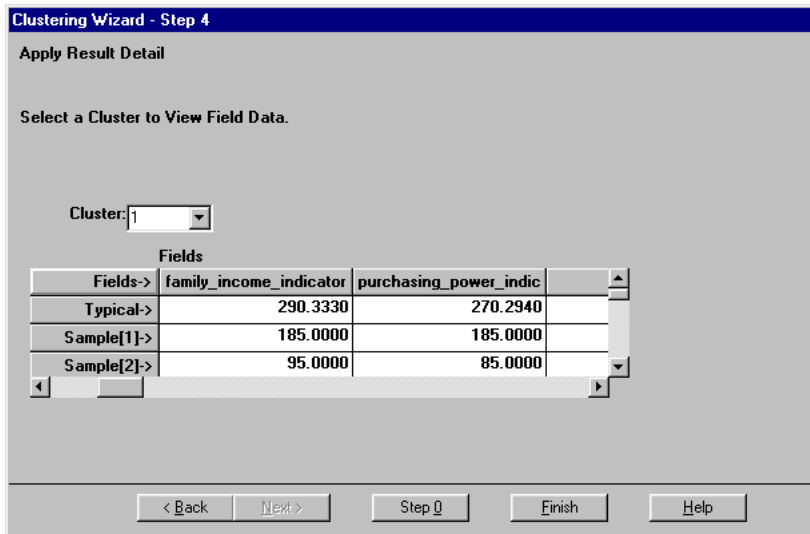 Clustering Wizard - Step 4
Apply Result Detail
Select a Cluster to View Field Data.
Cluster: 1
Fields
Fields-> family_income_indicator purchasing_power_indic
Typical-> 290.3330 270.2940
Sample[1]-> 185.0000 185.0000
Sample[2]-> 95.0000 85.0000
< Back Next > Step 0 Finish Help